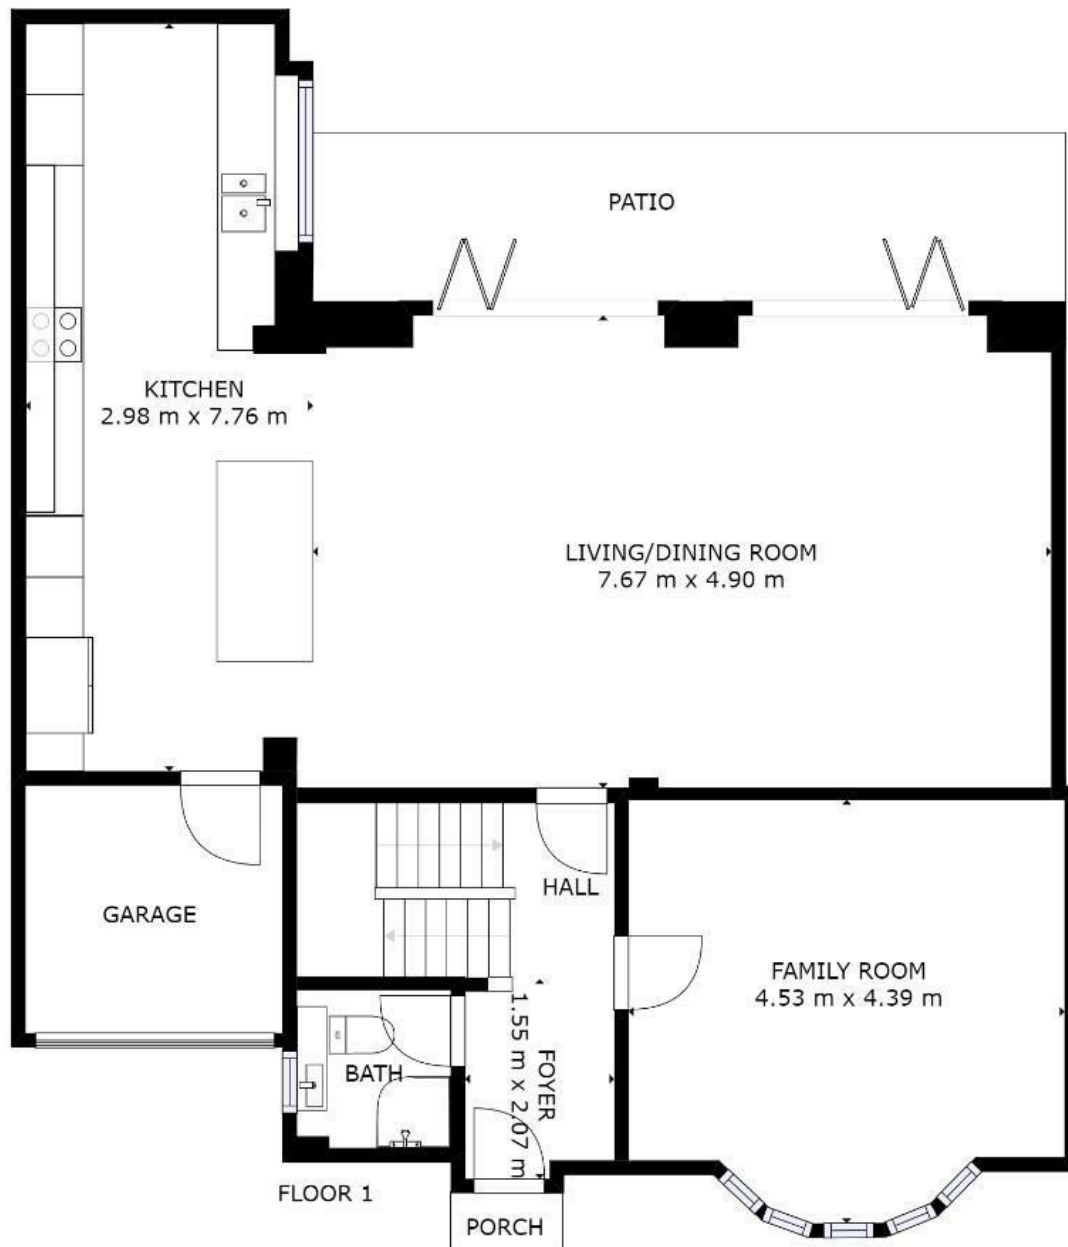 PATIO
KITCHEN
2.98 m x 7.76 m
LIVING/DINING ROOM
7.67 m x 4.90 m
HALL
GARAGE
FAMILY ROOM
4.53 m x 4.39 m
FOYER
1.55 m x 2.07 m
BATH
FLOOR 1
PORCH